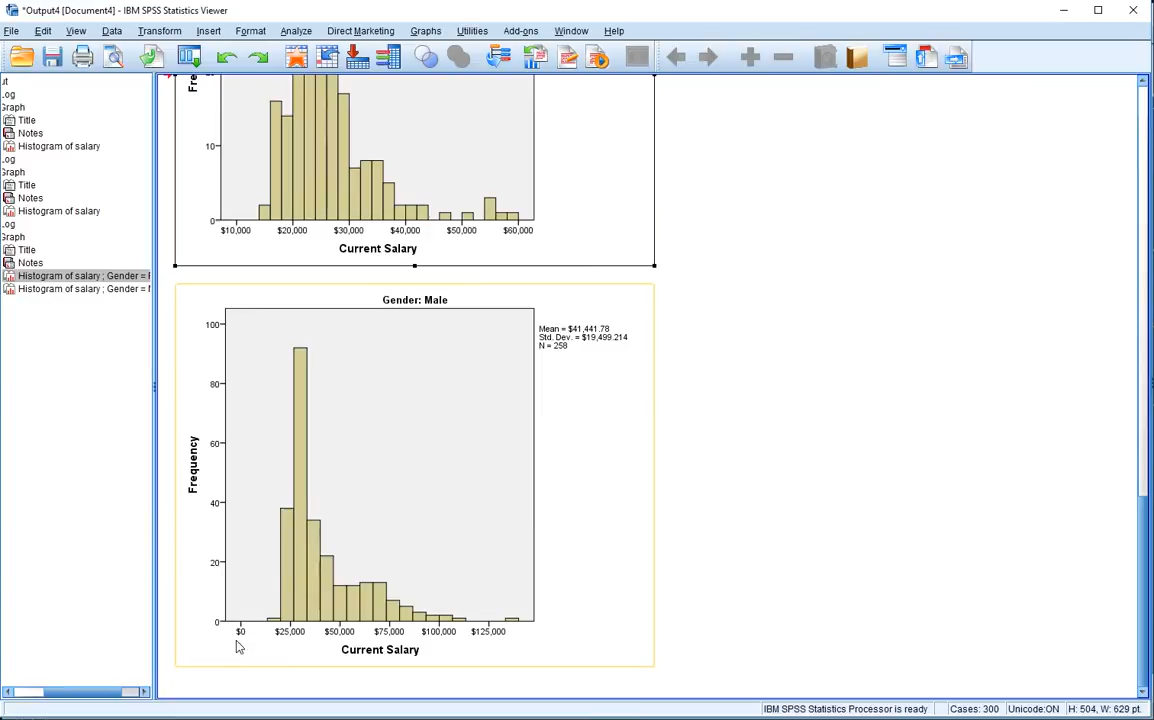 *Output4 [Document4] - IBM SPSS Statistics Viewer
File Edit View Data Transform Insert Format Analyze Direct Marketing Graphs Utilities Add-ons Window Help
Log
Graph
Title
Notes
Histogram of salary
Log
Graph
Title
Notes
Histogram of salary
Log
Graph
Title
Notes
Histogram of salary ; Gender =
Histogram of salary ; Gender =
10
0
$10,000 $20,000 $30,000 $40,000 $50,000 $60,000
Current Salary
Gender: Male
Mean = $41,441.78
Std. Dev. = $19,499.214
N = 258
Frequency
100
80
60
40
20
0
$0 $25,000 $50,000 $75,000 $100,000 $125,000
Current Salary
IBM SPSS Statistics Processor is ready Cases: 300 Unicode:ON H: 504, W: 629 pt.